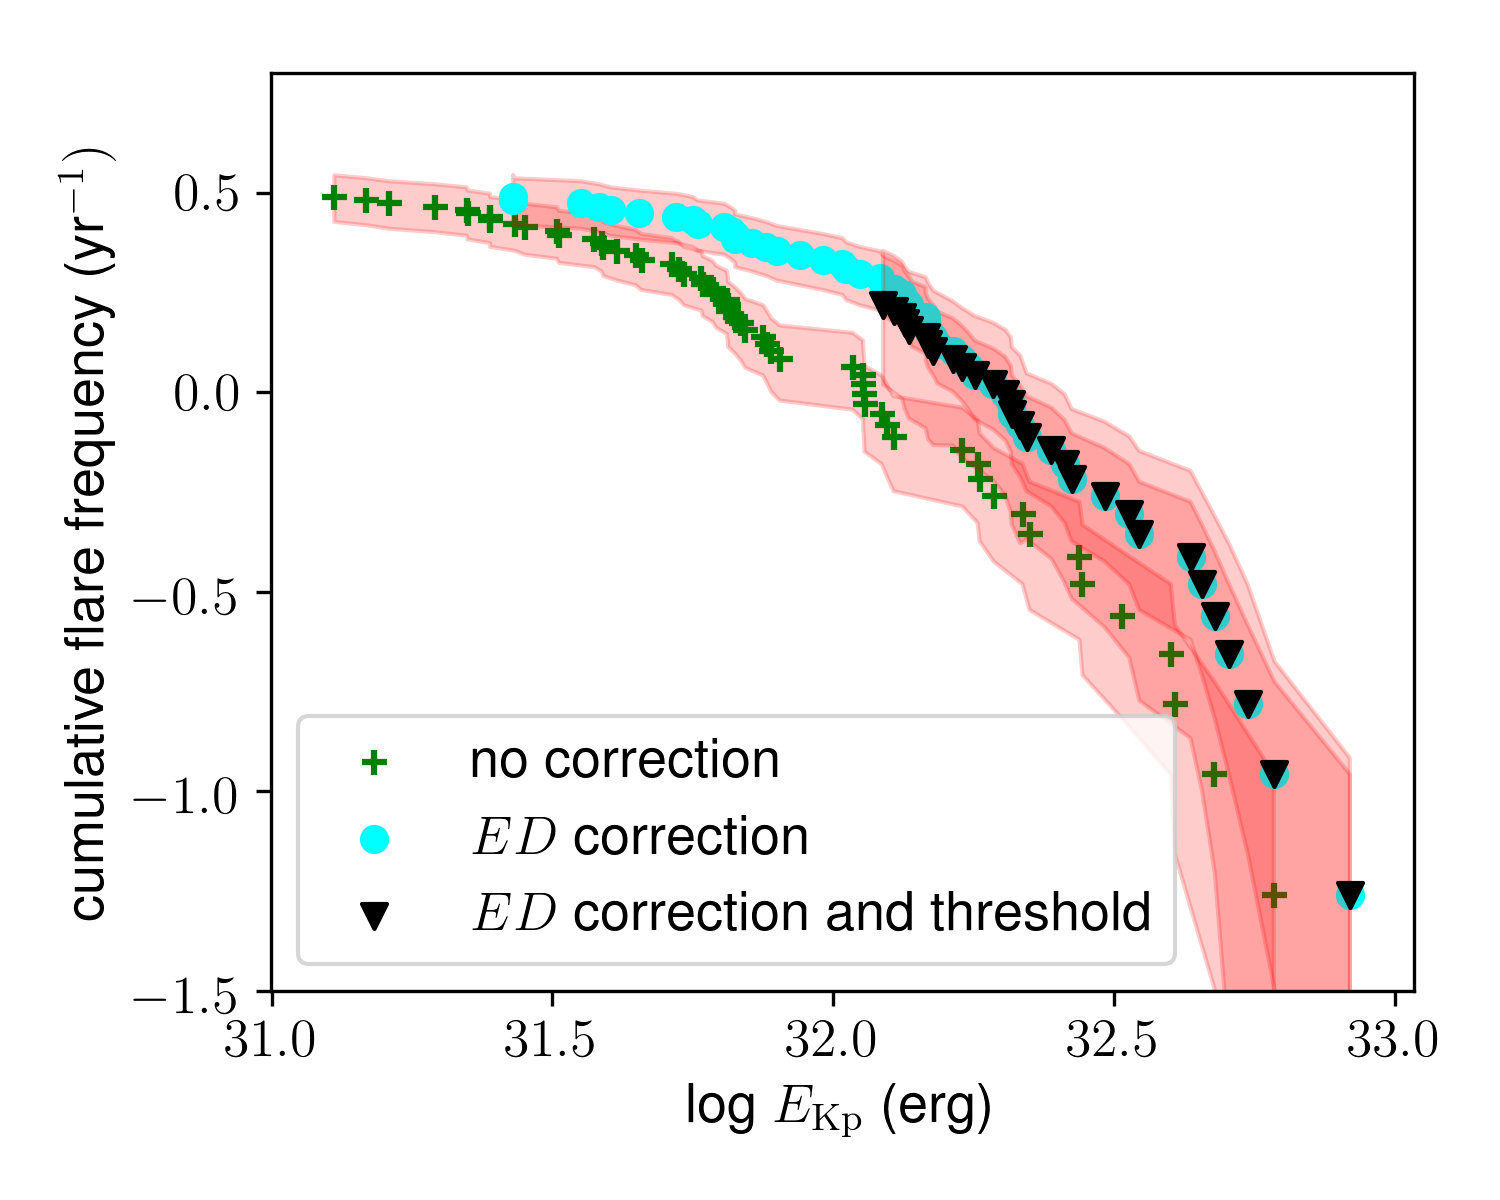 cumulative flare frequency (yr⁻¹)
0.5
0.0
−0.5
−1.0
−1.5
no correction
ED correction
ED correction and threshold
31.0 31.5 32.0 32.5 33.0
log E_Kp (erg)